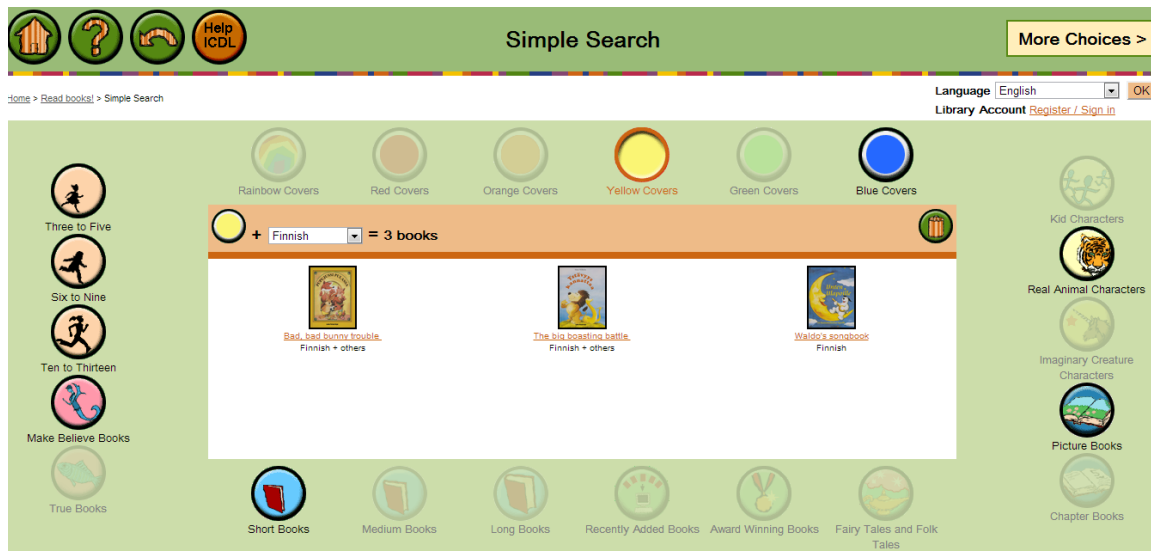 Help
ICDL
Simple Search
More Choices >
Home > Read books! > Simple Search
Language English
OK
Library Account Register / Sign in
Rainbow Covers
Red Covers
Orange Covers
Yellow Covers
Green Covers
Blue Covers
Three to Five
Six to Nine
Ten to Thirteen
Make Believe Books
True Books
+ Finnish = 3 books
Bad, bad bunny trouble
Finnish + others
The big boasting battle
Finnish + others
Waldo's songbook
Finnish
Kid Characters
Real Animal Characters
Imaginary Creature
Characters
Picture Books
Chapter Books
Short Books
Medium Books
Long Books
Recently Added Books
Award Winning Books
Fairy Tales and Folk
Tales